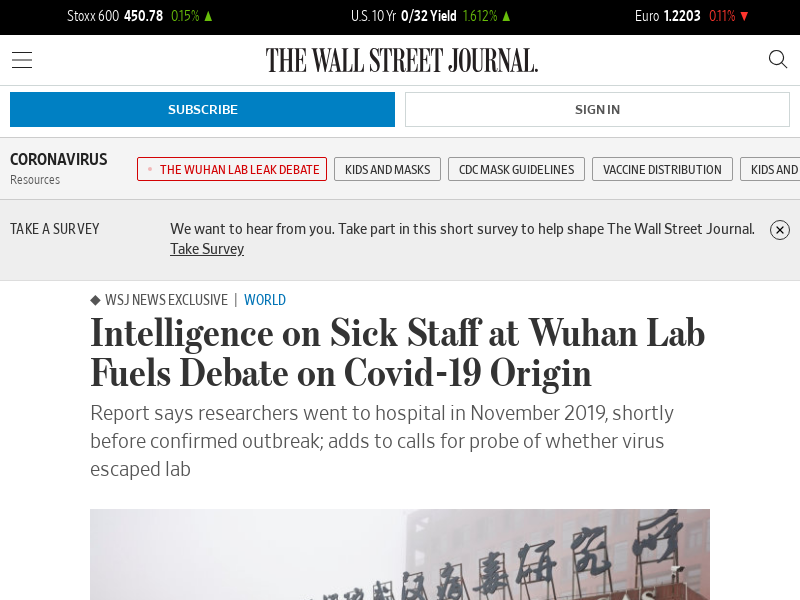 Stoxx 600 450.78 0.15% ▲ U.S. 10 Yr 0/32 Yield 1.612% ▲ Euro 1.2203 0.11% ▼
THE WALL STREET JOURNAL.
SUBSCRIBE SIGN IN
CORONAVIRUS
Resources
THE WUHAN LAB LEAK DEBATE KIDS AND MASKS CDC MASK GUIDELINES VACCINE DISTRIBUTION KIDS AND
TAKE A SURVEY We want to hear from you. Take part in this short survey to help shape The Wall Street Journal.
Take Survey
◆ WSJ NEWS EXCLUSIVE | WORLD
Intelligence on Sick Staff at Wuhan Lab
Fuels Debate on Covid-19 Origin
Report says researchers went to hospital in November 2019, shortly
before confirmed outbreak; adds to calls for probe of whether virus
escaped lab
病毒研究所